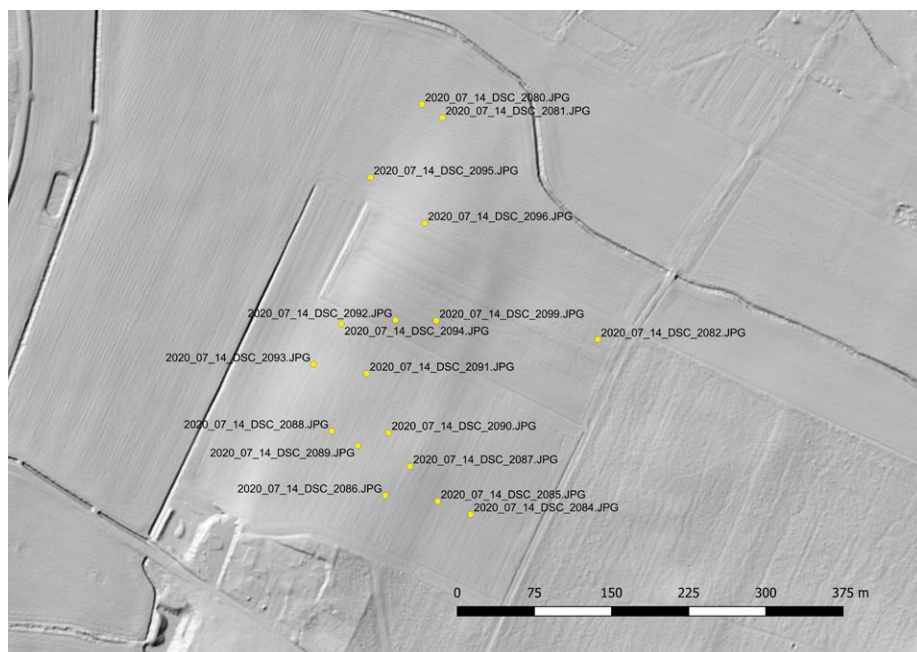 2020_07_14_DSC_2080.JPG
2020_07_14_DSC_2081.JPG
2020_07_14_DSC_2095.JPG
2020_07_14_DSC_2096.JPG
2020_07_14_DSC_2092.JPG
2020_07_14_DSC_2099.JPG
2020_07_14_DSC_2094.JPG
2020_07_14_DSC_2082.JPG
2020_07_14_DSC_2093.JPG
2020_07_14_DSC_2091.JPG
2020_07_14_DSC_2088.JPG
2020_07_14_DSC_2090.JPG
2020_07_14_DSC_2089.JPG
2020_07_14_DSC_2087.JPG
2020_07_14_DSC_2086.JPG
2020_07_14_DSC_2085.JPG
2020_07_14_DSC_2084.JPG
0 75 150 225 300 375 m